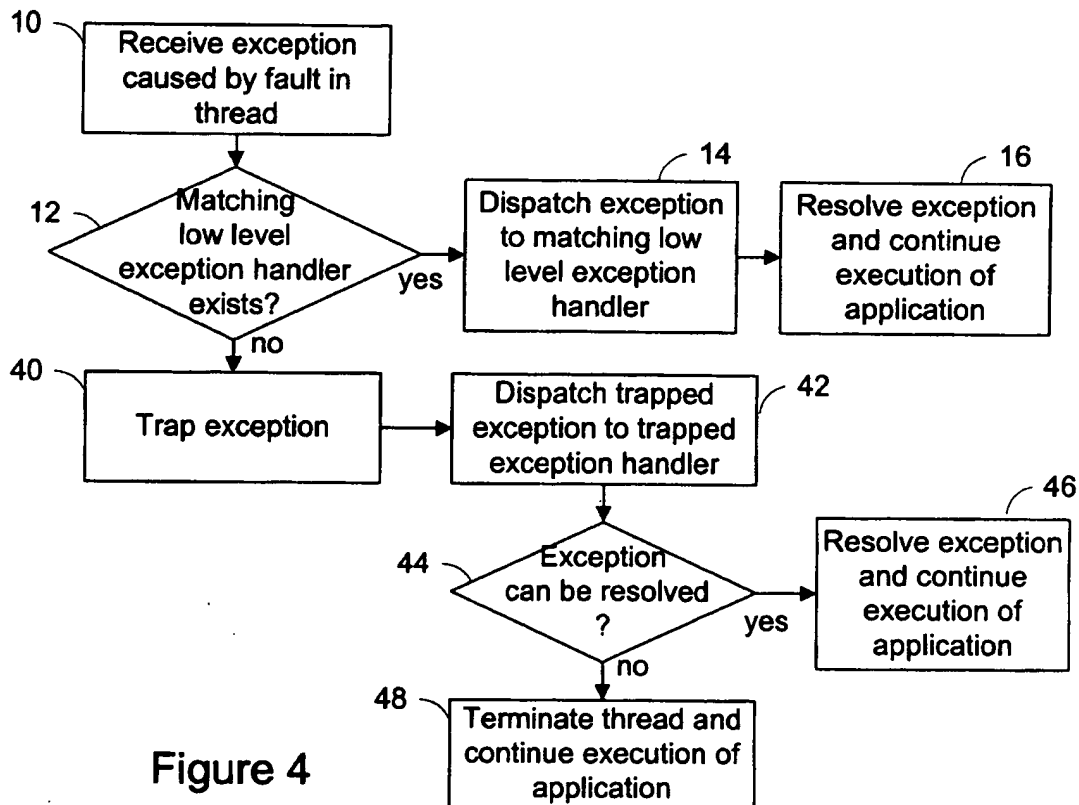 10
Receive exception
caused by fault in
thread
12
Matching
low level
exception handler
exists?
yes
no
14
Dispatch exception
to matching low
level exception
handler
16
Resolve exception
and continue
execution of
application
40
Trap exception
42
Dispatch trapped
exception to trapped
exception handler
44
Exception
can be resolved
?
yes
no
46
Resolve exception
and continue
execution of
application
48
Terminate thread and
continue execution of
application
Figure 4